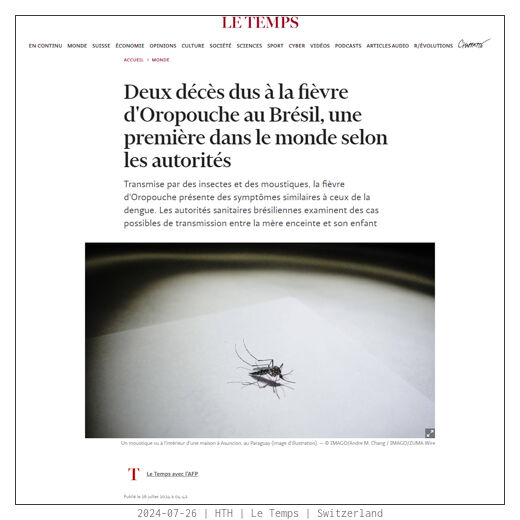 LE TEMPS
EN CONTINU MONDE SUISSE ÉCONOMIE OPINIONS CULTURE SOCIÉTÉ SCIENCES SPORT CYBER VIDÉOS PODCASTS ARTICLES AUDIO R/ÉVOLUTIONS Chappatte
ACCUEIL > MONDE
Deux décès dus à la fièvre
d'Oropouche au Brésil, une
première dans le monde selon
les autorités
Transmise par des insectes et des moustiques, la fièvre
d'Oropouche présente des symptômes similaires à ceux de la
dengue. Les autorités sanitaires brésiliennes examinent des cas
possibles de transmission entre la mère enceinte et son enfant
Un moustique vu à l'intérieur d'une maison à Asuncion, au Paraguay (image d'illustration). — © IMAGO/Andre M. Chang / IMAGO/ZUMA Wire
T Le Temps avec l'AFP
Publié le 26 juillet 2024 à 04:42.
2024-07-26 | HTH | Le Temps | Switzerland